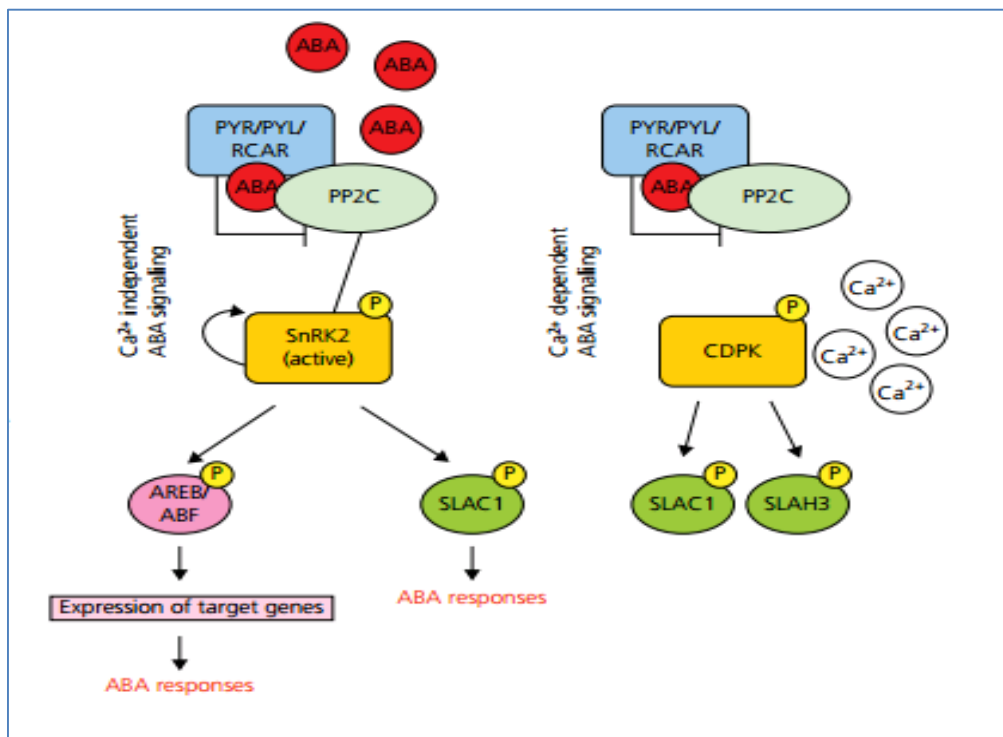 ABA
ABA
ABA
PYR/PYL/
RCAR
ABA
PP2C
Ca²⁺ independent
ABA signaling
P
SnRK2
(active)
P
AREB/
ABF
P
SLAC1
Expression of target genes
ABA responses
ABA responses
PYR/PYL/
RCAR
ABA
PP2C
Ca²⁺ dependent
ABA signaling
P
CDPK
Ca²⁺
Ca²⁺
Ca²⁺
Ca²⁺
P
SLAC1
P
SLAH3